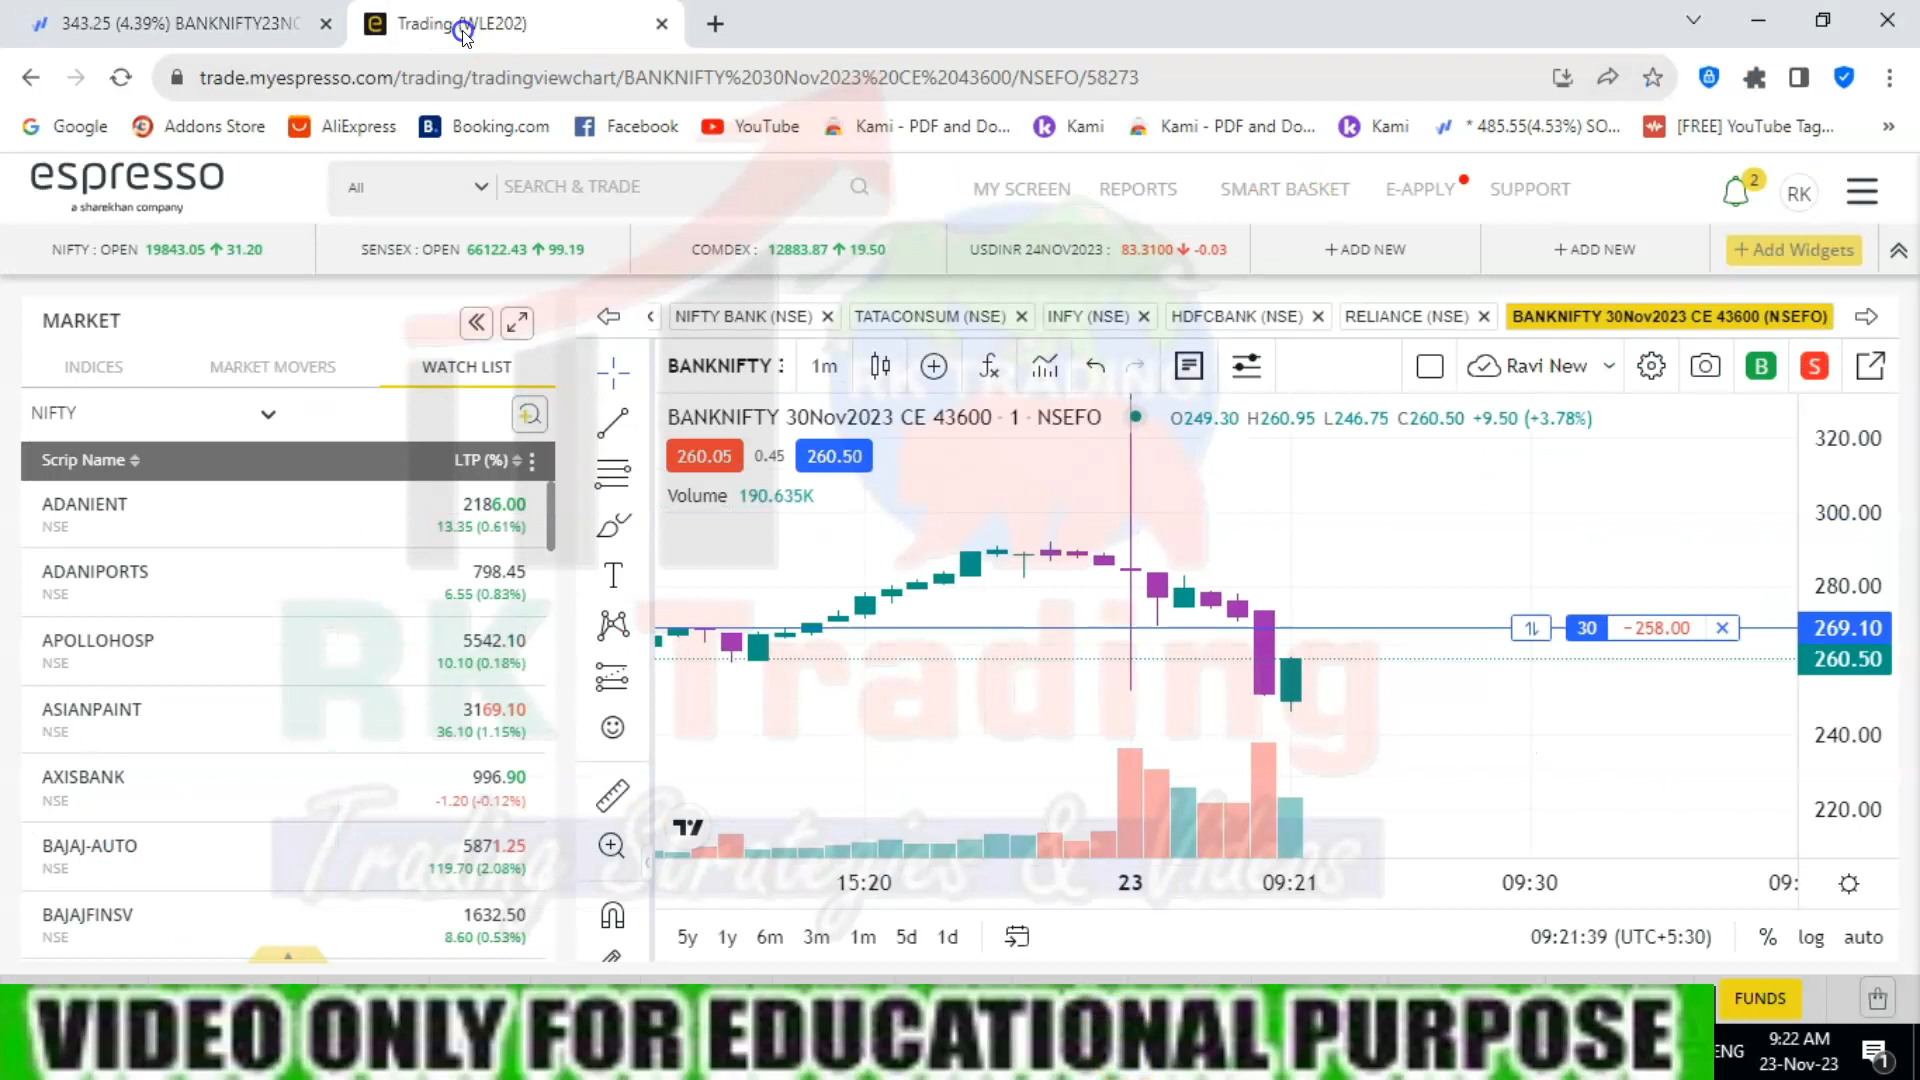 343.25 (4.39%) BANKNIFTY23NO
Trading (WLE202)
trade.myespresso.com/trading/tradingviewchart/BANKNIFTY%2030Nov2023%20CE%2043600/NSEFO/58273
Google Addons Store AliExpress Booking.com Facebook YouTube Kami - PDF and Do... Kami Kami - PDF and Do... Kami * 485.55(4.53%) SO... [FREE] YouTube Tag... »
espresso
a sharekhan company
All SEARCH & TRADE
MY SCREEN REPORTS SMART BASKET E-APPLY SUPPORT 2 RK
NIFTY : OPEN 19843.05 ↑ 31.20 SENSEX : OPEN 66122.43 ↑ 99.19 COMDEX : 12883.87 ↑ 19.50 USDINR 24NOV2023 : 83.3100 ↓ -0.03 + ADD NEW + ADD NEW + Add Widgets
MARKET
INDICES MARKET MOVERS WATCH LIST
NIFTY
Scrip Name LTP (%)
ADANIENT 2186.00
NSE 13.35 (0.61%)
ADANIPORTS 798.45
NSE 6.55 (0.83%)
APOLLOHOSP 5542.10
NSE 10.10 (0.18%)
ASIANPAINT 3169.10
NSE 36.10 (1.15%)
AXISBANK 996.90
NSE -1.20 (-0.12%)
BAJAJ-AUTO 5871.25
NSE 119.70 (2.08%)
BAJAJFINSV 1632.50
NSE 8.60 (0.53%)
NIFTY BANK (NSE) TATACONSUM (NSE) INFY (NSE) HDFCBANK (NSE) RELIANCE (NSE) BANKNIFTY 30Nov2023 CE 43600 (NSEFO)
BANKNIFTY : 1m Ravi New B S
BANKNIFTY 30Nov2023 CE 43600 · 1 · NSEFO O249.30 H260.95 L246.75 C260.50 +9.50 (+3.78%)
260.05 0.45 260.50
Volume 190.635K
320.00
300.00
280.00
30 -258.00 269.10
260.50
240.00
220.00
15:20 23 09:21 09:30 09:
5y 1y 6m 3m 1m 5d 1d 09:21:39 (UTC+5:30) % log auto
RK TRADING
RK Trading
Trading Strategies & Videos
VIDEO ONLY FOR EDUCATIONAL PURPOSE
FUNDS
ENG 9:22 AM
23-Nov-23 1